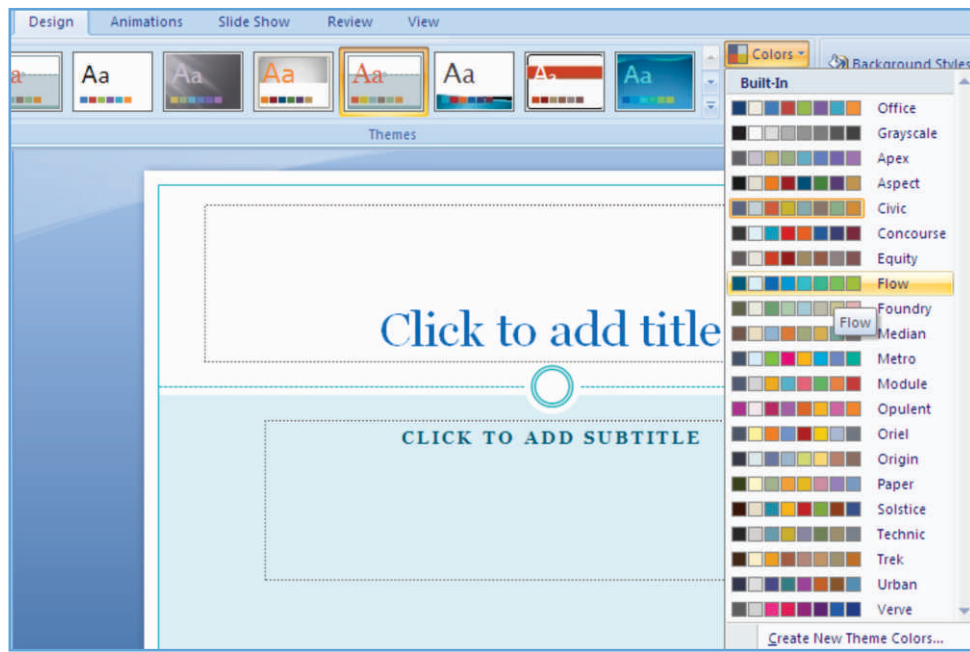 Design Animations Slide Show Review View
Aa Aa Aa Aa Aa Aa Aa
Colors
Background Styles
Themes
Built-In
Office
Grayscale
Apex
Aspect
Civic
Concourse
Equity
Flow
Foundry
Flow
Median
Metro
Module
Opulent
Oriel
Origin
Paper
Solstice
Technic
Trek
Urban
Verve
Create New Theme Colors...
Click to add title
CLICK TO ADD SUBTITLE